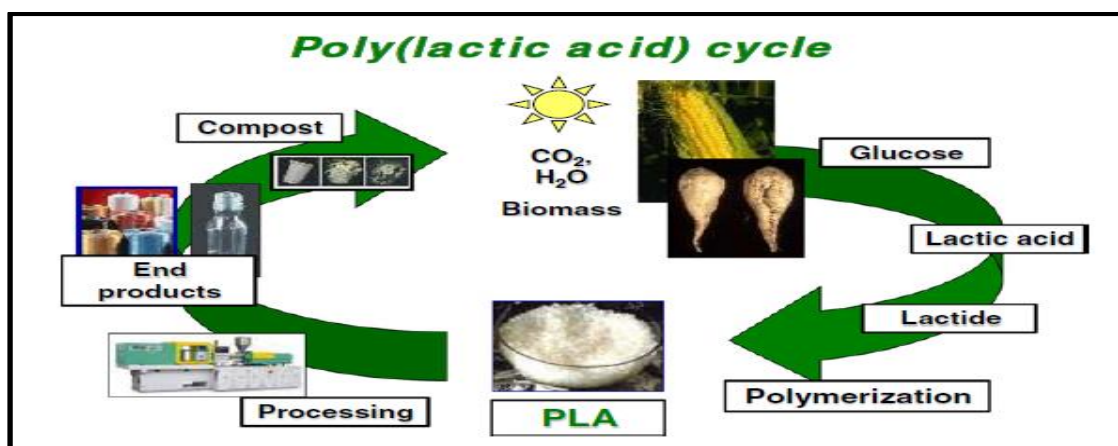 Poly(lactic acid) cycle
Compost
CO₂,
H₂O
Biomass
Glucose
Lactic acid
Lactide
Polymerization
PLA
Processing
End
products